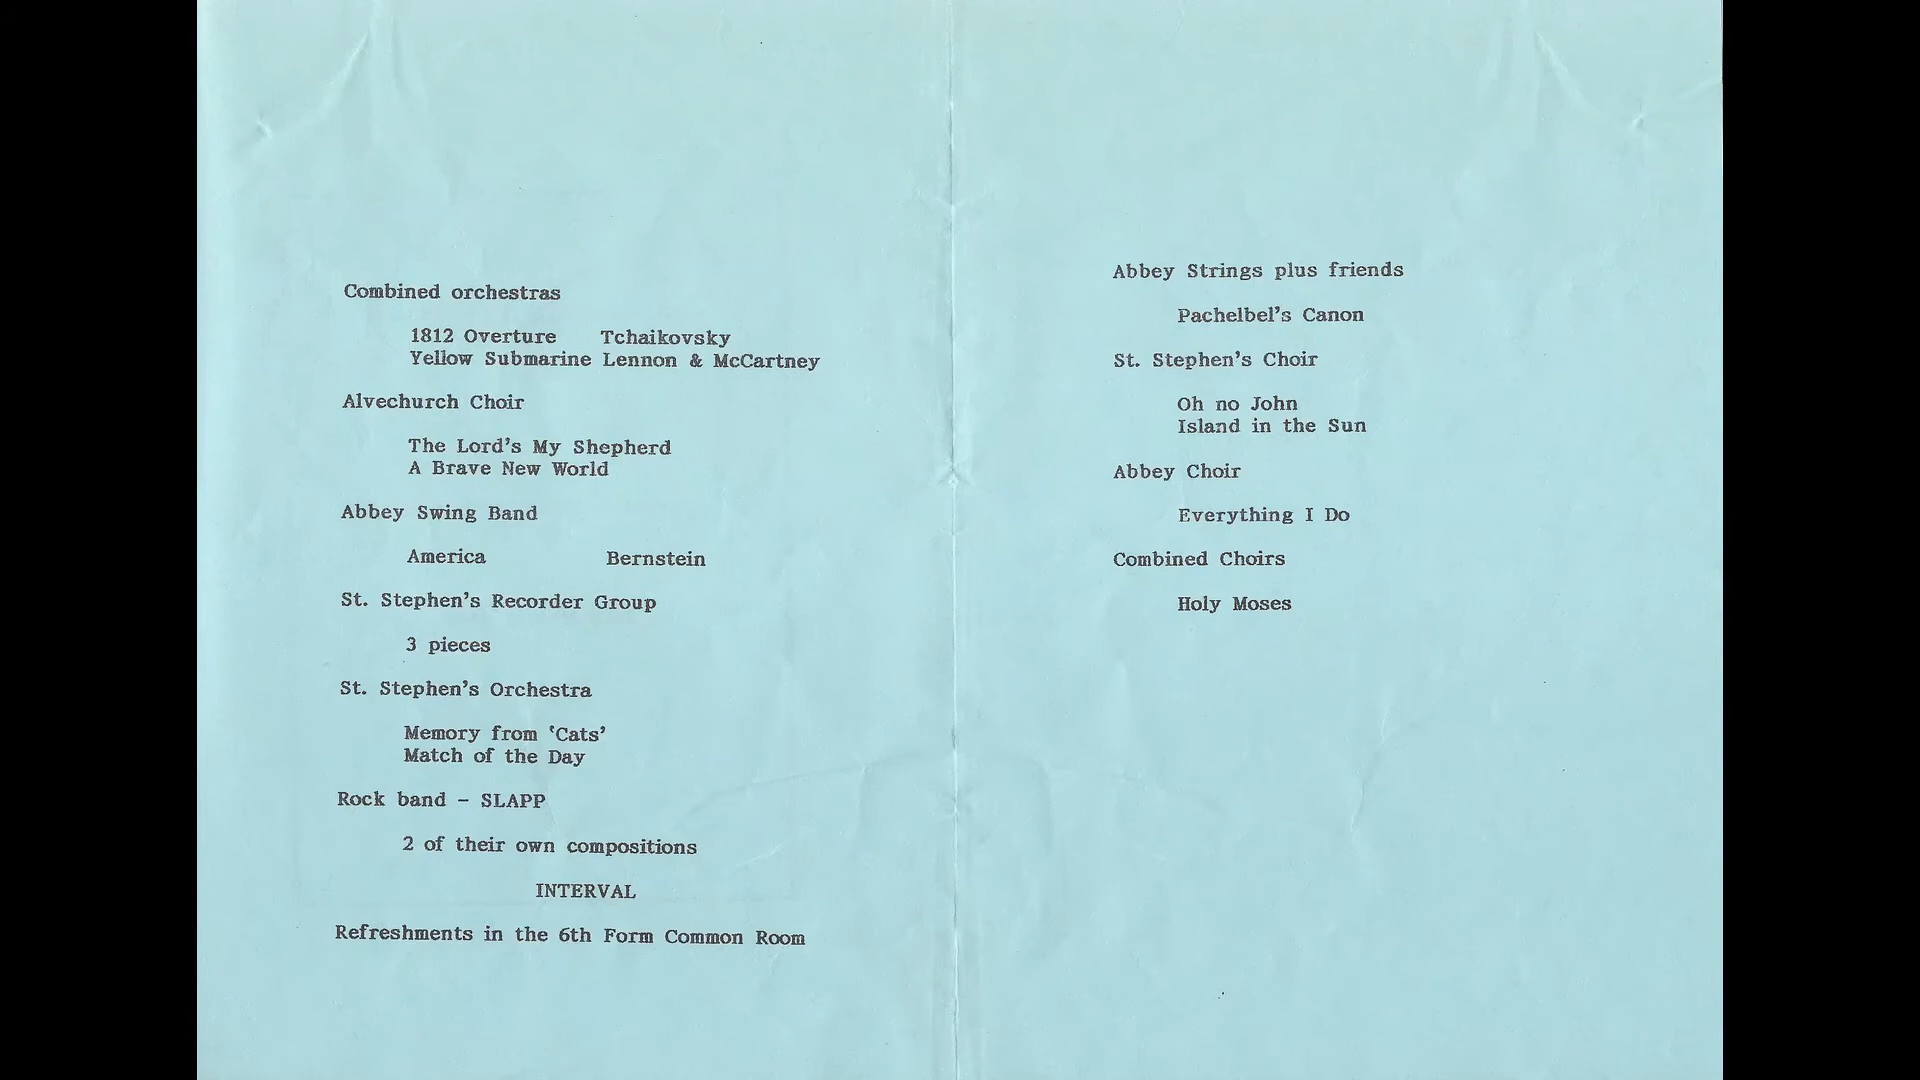 Combined orchestras
1812 Overture Tchaikovsky
Yellow Submarine Lennon & McCartney
Alvechurch Choir
The Lord's My Shepherd
A Brave New World
Abbey Swing Band
America Bernstein
St. Stephen's Recorder Group
3 pieces
St. Stephen's Orchestra
Memory from 'Cats'
Match of the Day
Rock band - SLAPP
2 of their own compositions
INTERVAL
Refreshments in the 6th Form Common Room
Abbey Strings plus friends
Pachelbel's Canon
St. Stephen's Choir
Oh no John
Island in the Sun
Abbey Choir
Everything I Do
Combined Choirs
Holy Moses